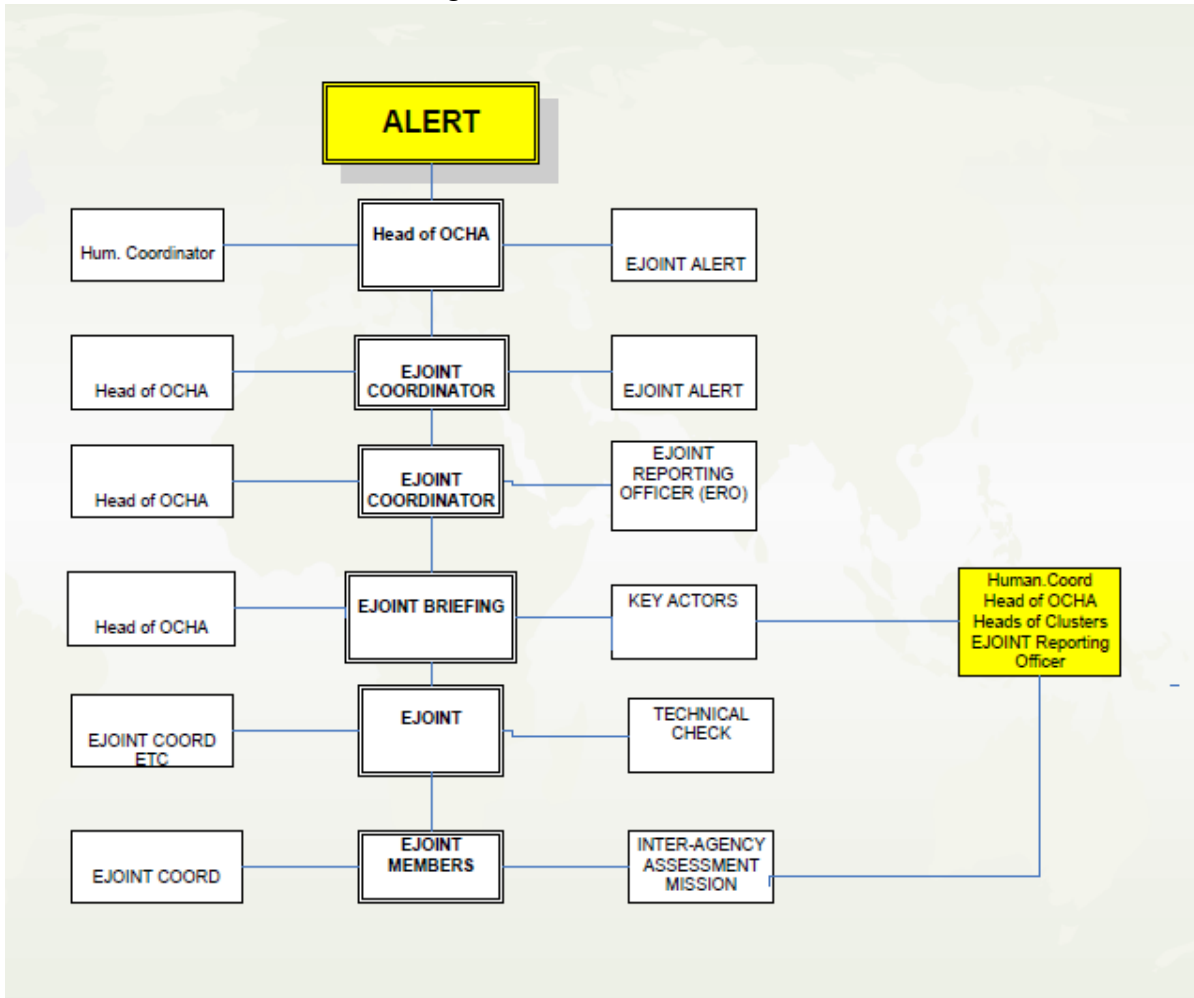 ALERT
Hum. Coordinator
Head of OCHA
EJOINT ALERT
Head of OCHA
EJOINT
COORDINATOR
EJOINT ALERT
Head of OCHA
EJOINT
COORDINATOR
EJOINT
REPORTING
OFFICER (ERO)
Head of OCHA
EJOINT BRIEFING
KEY ACTORS
Human.Coord
Head of OCHA
Heads of Clusters
EJOINT Reporting
Officer
EJOINT COORD
ETC
EJOINT
TECHNICAL
CHECK
EJOINT COORD
EJOINT
MEMBERS
INTER-AGENCY
ASSESSMENT
MISSION